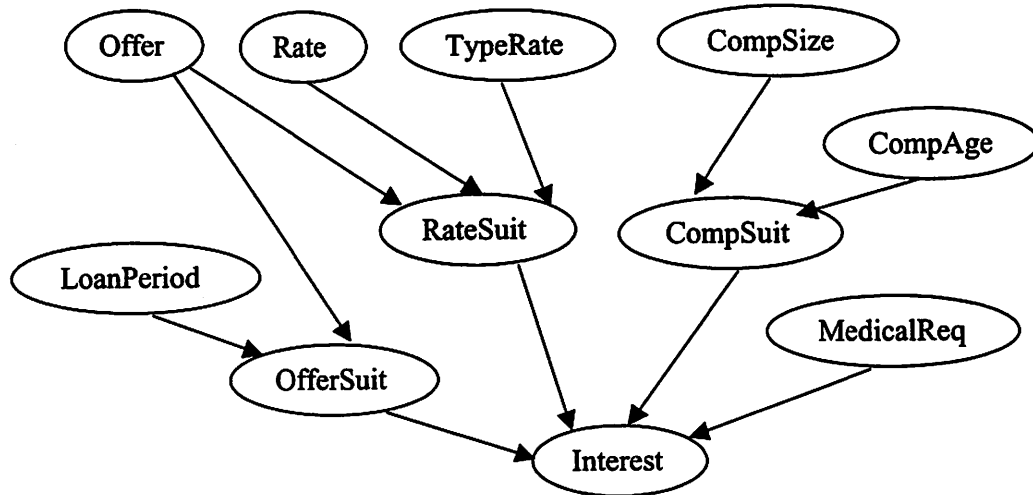 Offer
Rate
TypeRate
CompSize
CompAge
RateSuit
CompSuit
LoanPeriod
MedicalReq
OfferSuit
Interest